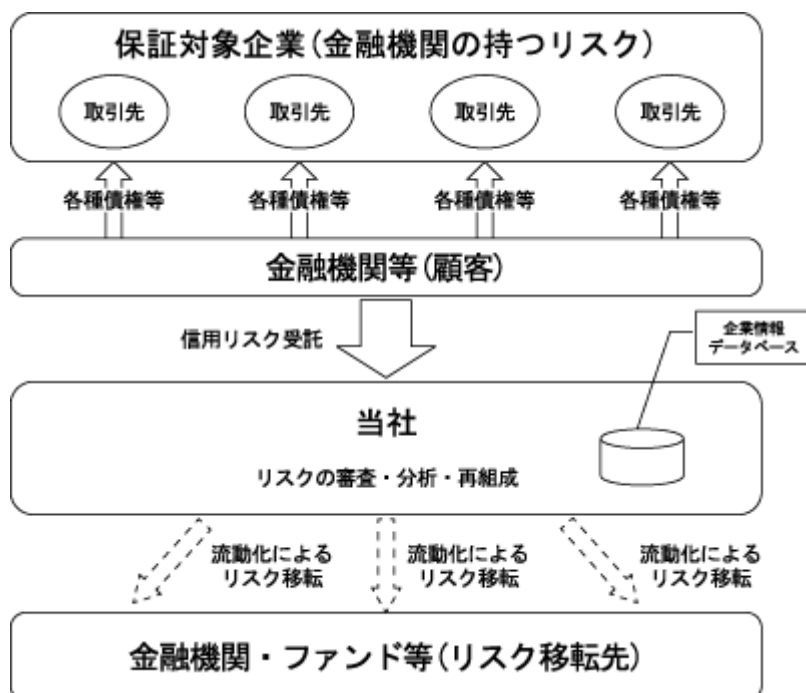 保証対象企業(金融機関の持つリスク)
取引先 取引先 取引先 取引先
各種債権等 各種債権等 各種債権等 各種債権等
金融機関等(顧客)
信用リスク受託
企業情報
データベース
当社
リスクの審査・分析・再組成
流動化による 流動化による 流動化による
リスク移転 リスク移転 リスク移転
金融機関・ファンド等(リスク移転先)